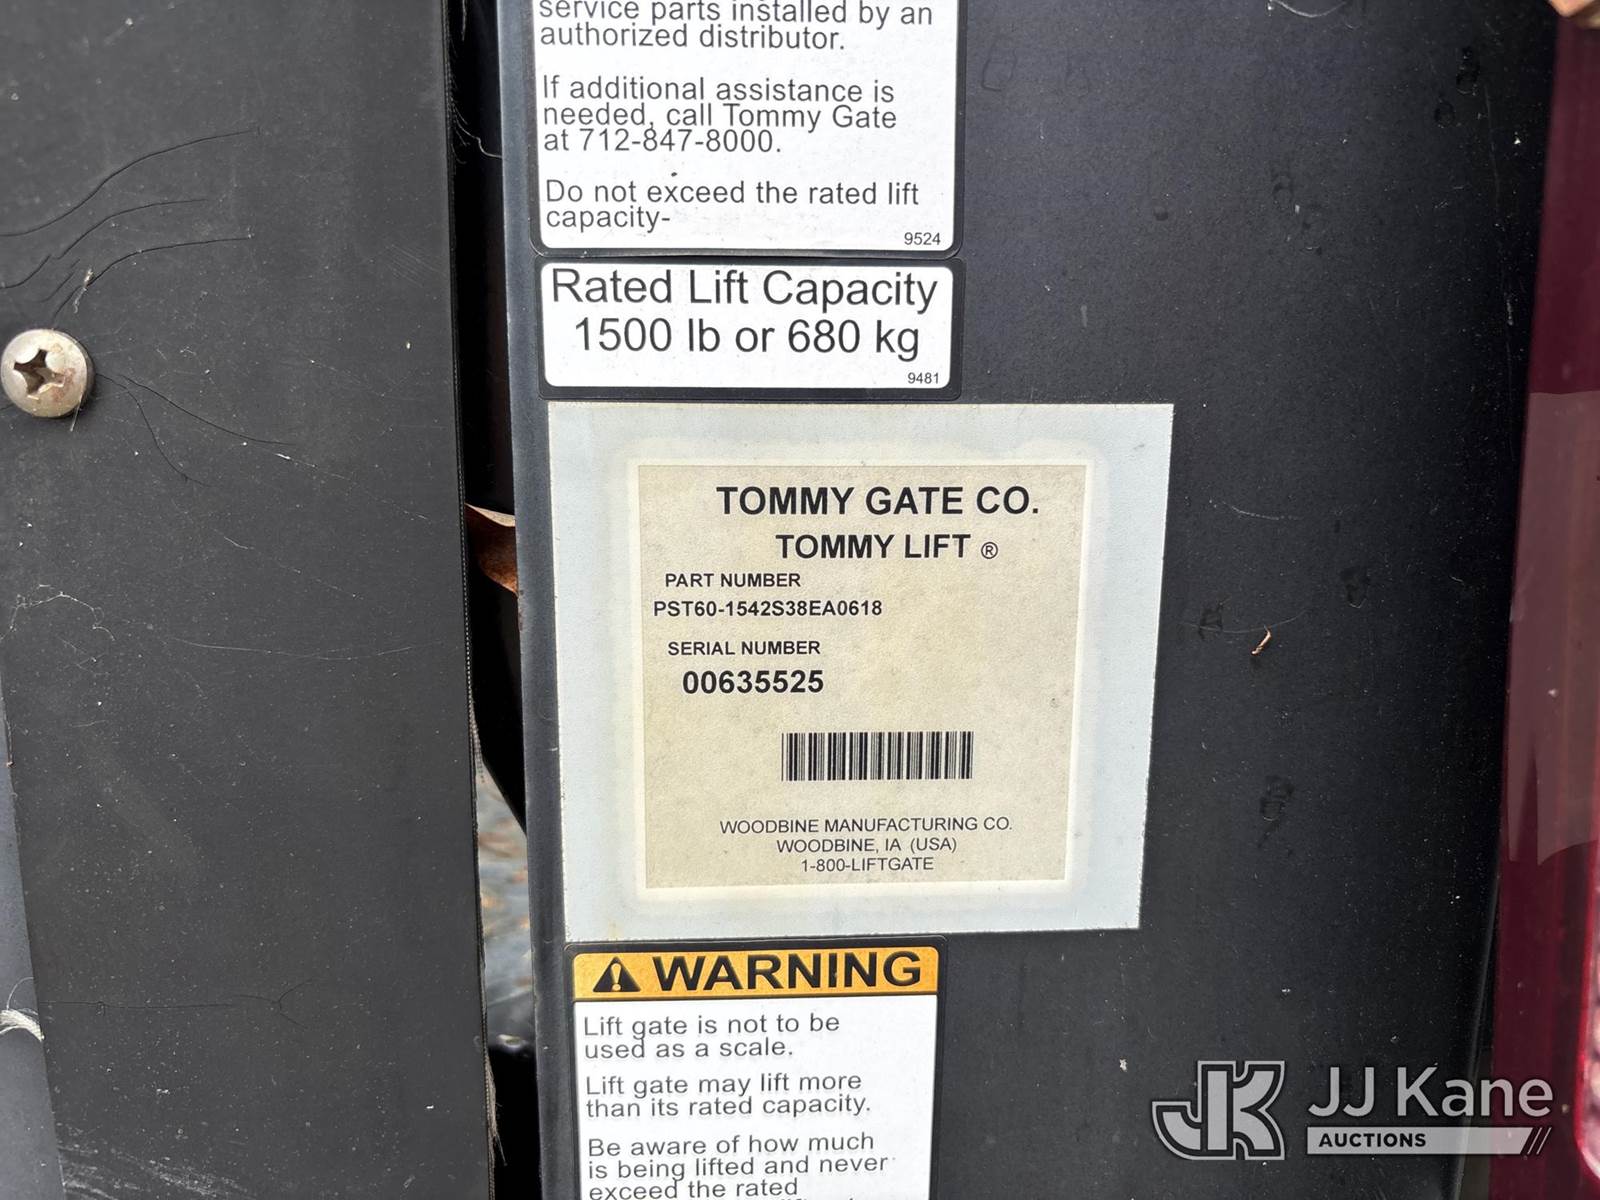 service parts installed by an
authorized distributor.
If additional assistance is
needed, call Tommy Gate
at 712-847-8000.
Do not exceed the rated lift
capacity-
9524
Rated Lift Capacity
1500 lb or 680 kg
9481
TOMMY GATE CO.
TOMMY LIFT ®
PART NUMBER
PST60-1542S38EA0618
SERIAL NUMBER
00635525
WOODBINE MANUFACTURING CO.
WOODBINE, IA (USA)
1-800-LIFTGATE
WARNING
Lift gate is not to be
used as a scale.
Lift gate may lift more
than its rated capacity.
Be aware of how much
is being lifted and never
exceed the rated
JK JJ Kane
AUCTIONS